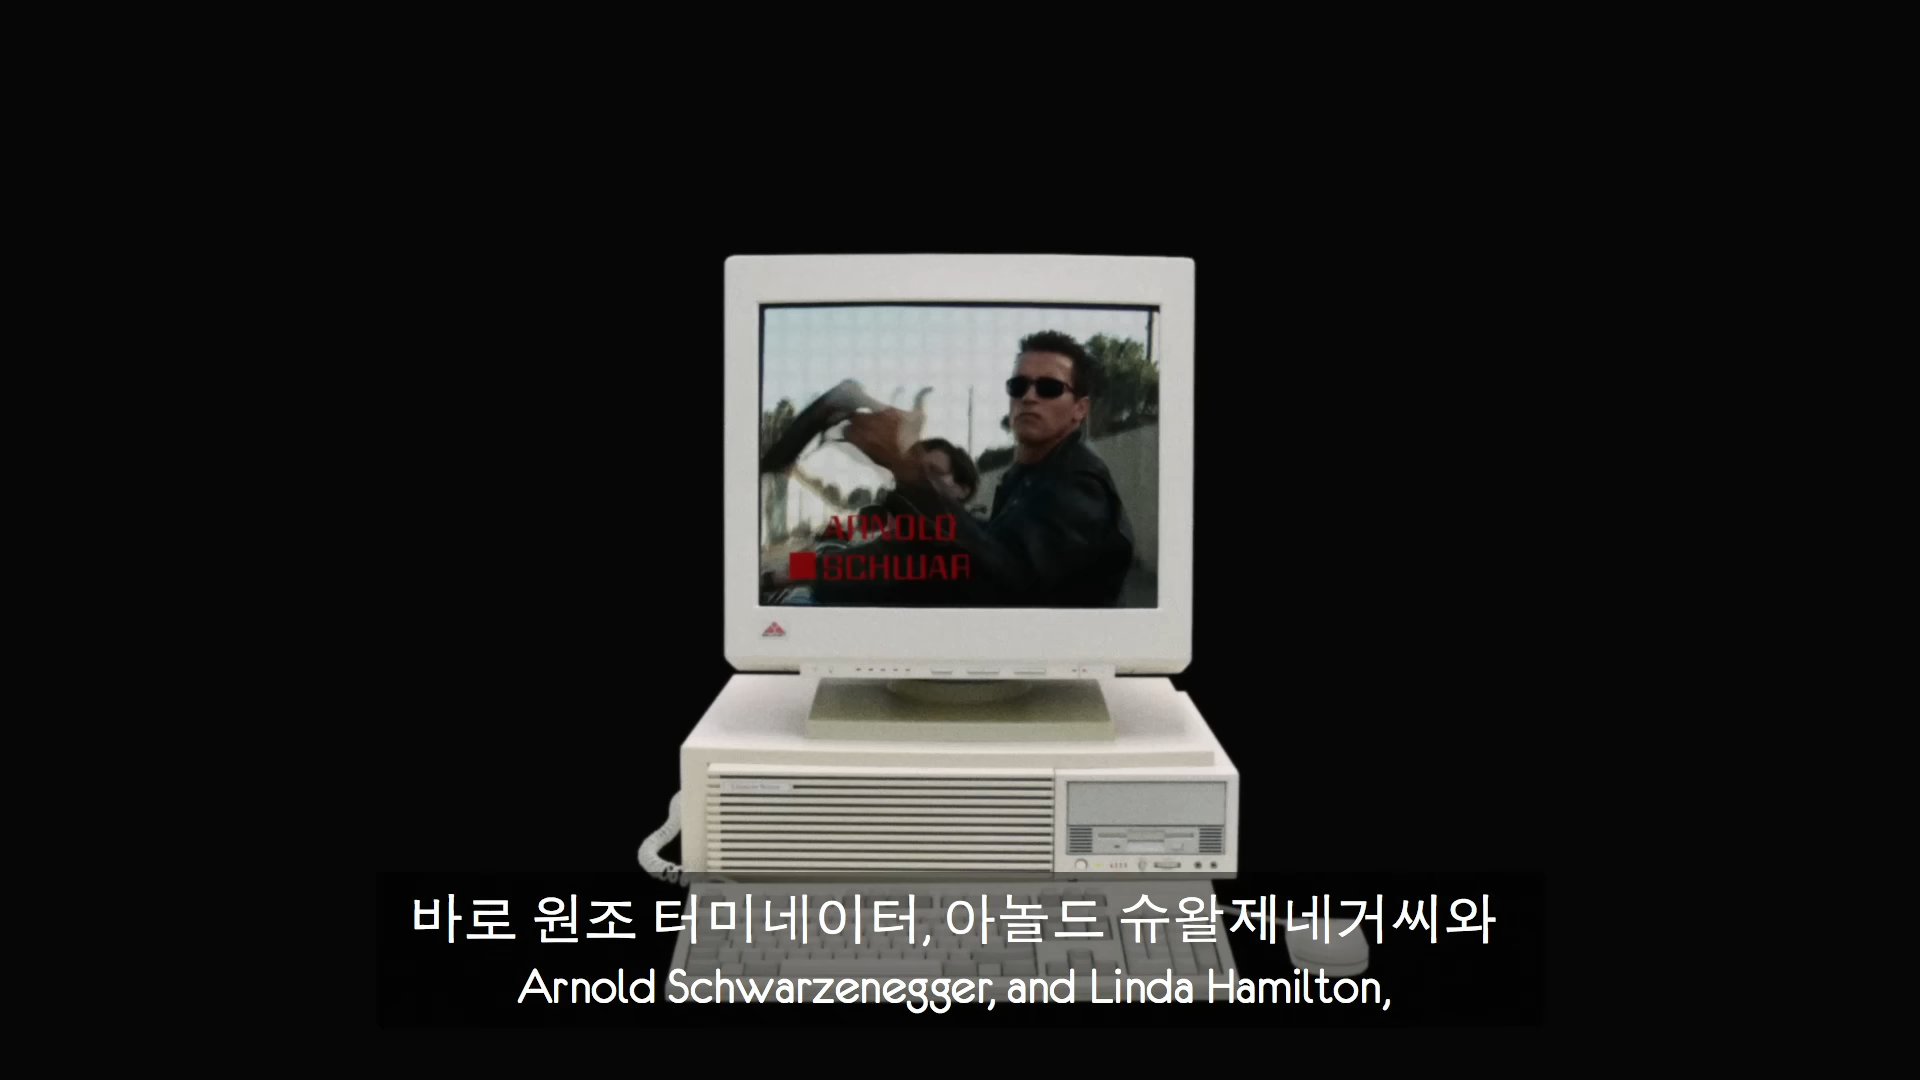 ARNOLD
SCHWAR
바로 원조 터미네이터, 아놀드 슈왈제네거씨와
Arnold Schwarzenegger, and Linda Hamilton,